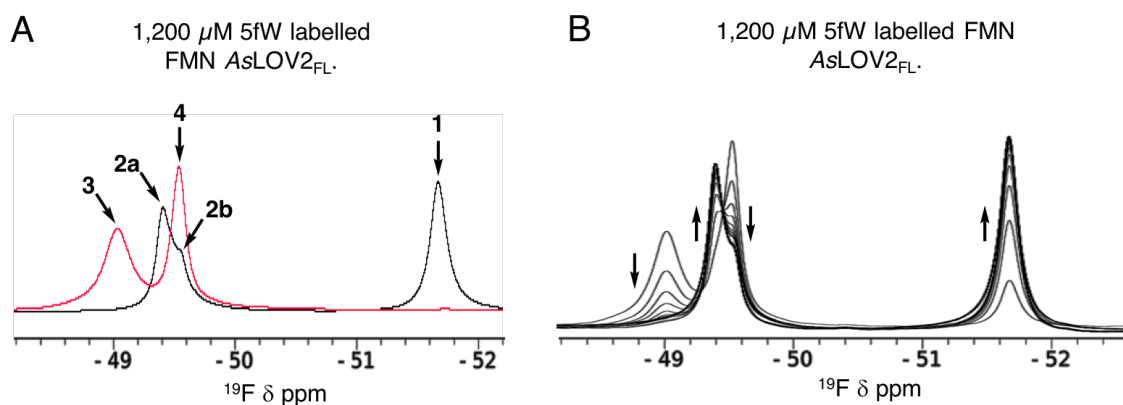 A
1,200 µM 5fW labelled
FMN AsLOV2FL.
4
1
2a
3
2b
- 49
- 50
- 51
- 52
19F δ ppm
B
1,200 µM 5fW labelled FMN
AsLOV2FL.
- 49
- 50
- 51
- 52
19F δ ppm